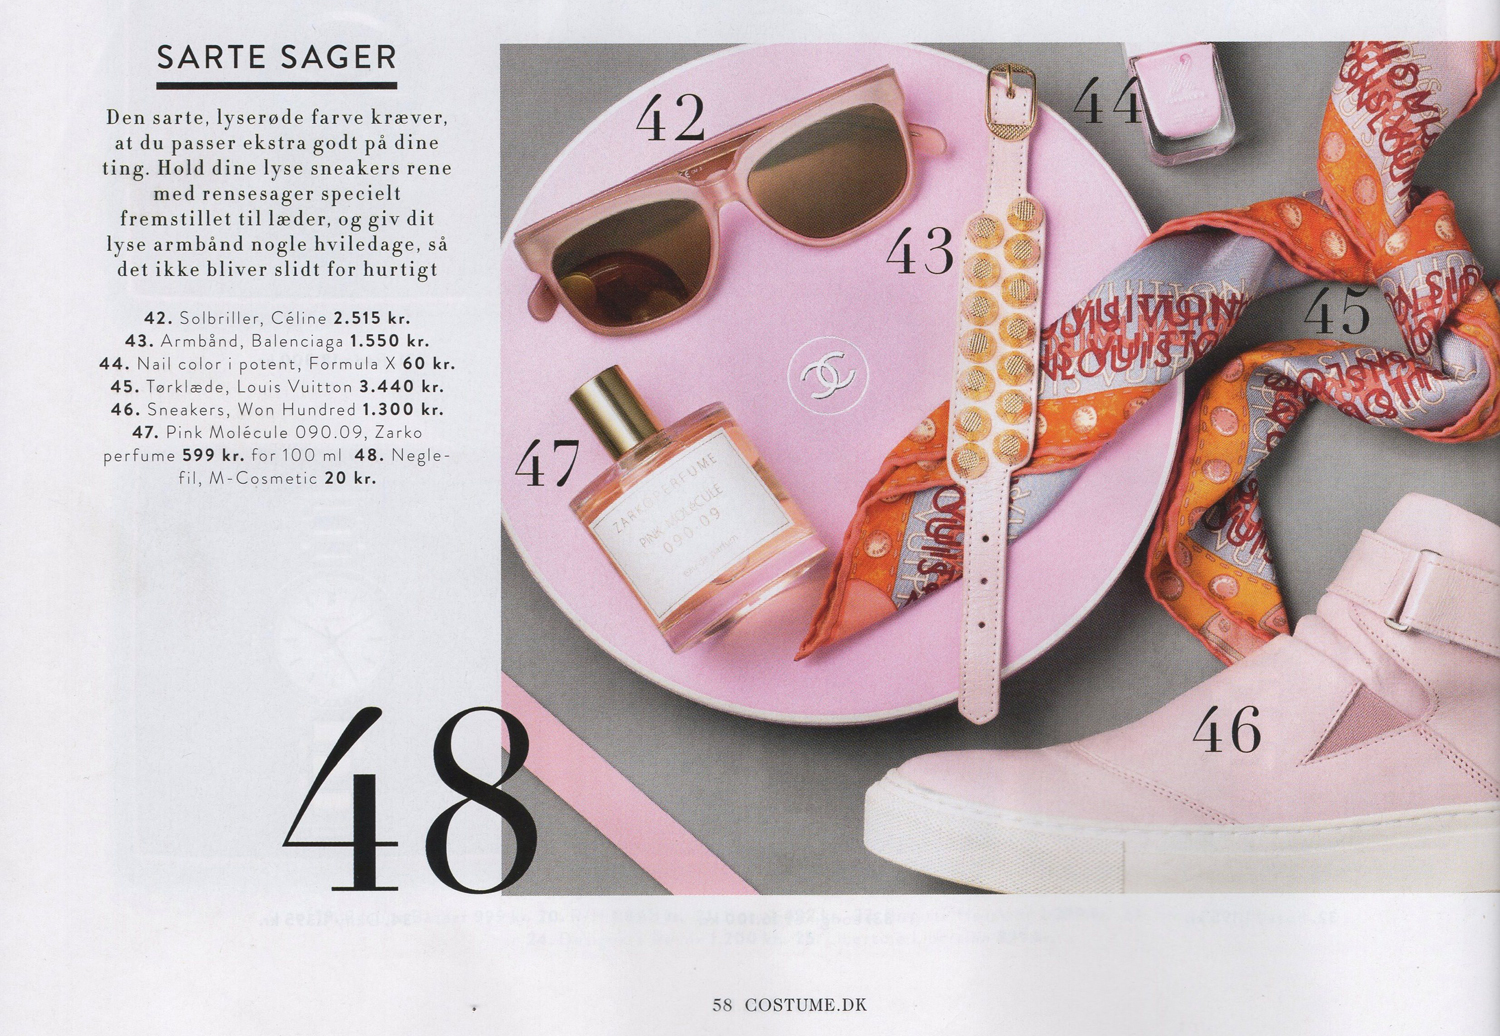 SARTE SAGER
Den sarte, lyserøde farve kræver,
at du passer ekstra godt på dine
ting. Hold dine lyse sneakers rene
med rensesager specielt
fremstillet til læder, og giv dit
lyse armbånd nogle hviledage, så
det ikke bliver slidt for hurtigt
42. Solbriller, Céline 2.515 kr.
43. Armbånd, Balenciaga 1.550 kr.
44. Nail color i potent, Formula X 60 kr.
45. Tørklæde, Louis Vuitton 3.440 kr.
46. Sneakers, Won Hundred 1.300 kr.
47. Pink Molécule 090.09, Zarko
perfume 599 kr. for 100 ml 48. Negle-
fil, M-Cosmetic 20 kr.
42
44
43
45
47
ZARKOPERFUME
PINK MOLéCULE
090·09
46
48
58 COSTUME.DK